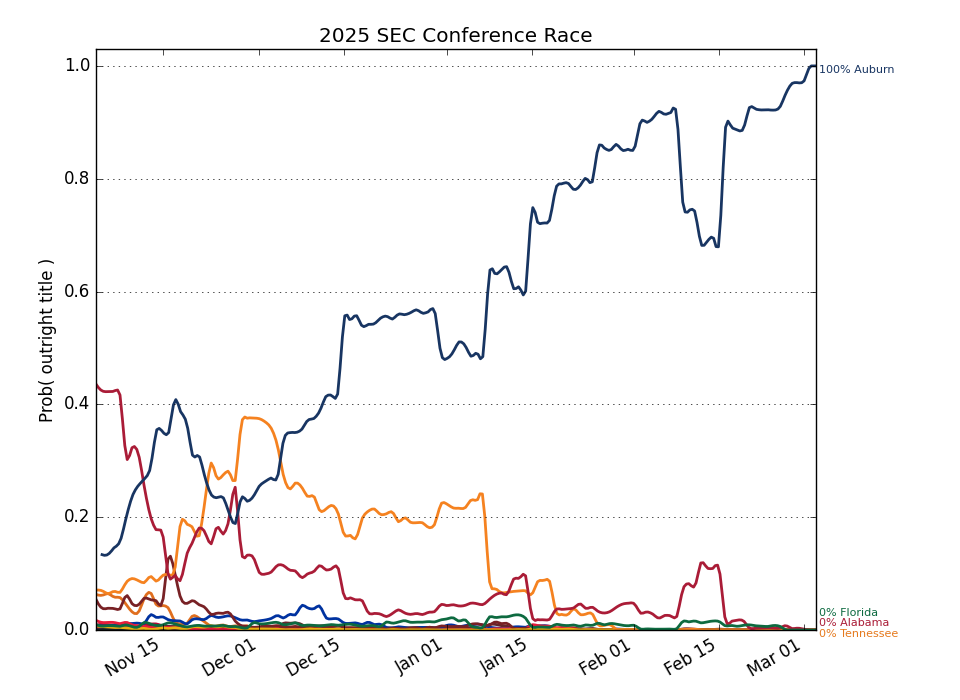 2025 SEC Conference Race
Prob( outright title )
1.0
0.8
0.6
0.4
0.2
0.0
Nov 15
Dec 01
Dec 15
Jan 01
Jan 15
Feb 01
Feb 15
Mar 01
100% Auburn
0% Florida
0% Alabama
0% Tennessee